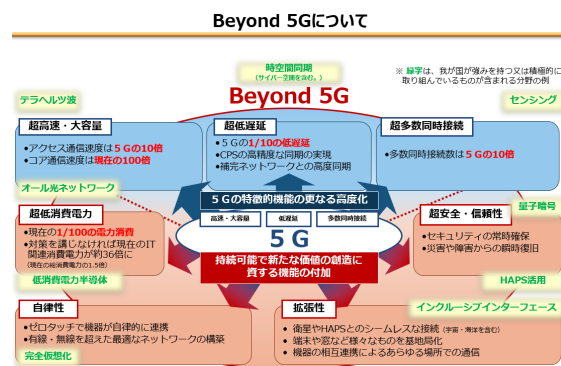 Beyond 5Gについて
時空間同期
(サイバー空間を含む。)
※ 緑字は、我が国が強みを持つ又は積極的に
取り組んでいるものが含まれる分野の例
Beyond 5G
テラヘルツ波
センシング
超高速・大容量
• アクセス通信速度は5Gの10倍
• コア通信速度は現在の100倍
超低遅延
• 5Gの1/10の低遅延
• CPSの高精度な同期の実現
• 補完ネットワークとの高度同期
超多数同時接続
• 多数同時接続数は5Gの10倍
オール光ネットワーク
量子暗号
5Gの特徴的機能の更なる高度化
高速・大容量
低遅延
多数同時接続
5G
持続可能で新たな価値の創造に
資する機能の付加
超低消費電力
• 現在の1/100の電力消費
• 対策を講じなければ現在のIT
関連消費電力が約36倍に
(現在の総消費電力の1.5倍)
超安全・信頼性
• セキュリティの常時確保
• 災害や障害からの瞬時復旧
低消費電力半導体
HAPS活用
自律性
• ゼロタッチで機器が自律的に連携
• 有線・無線を超えた最適なネットワークの構築
完全仮想化
インクルーシブインターフェース
拡張性
• 衛星やHAPSとのシームレスな接続(宇宙・海洋を含む)
• 端末や窓など様々なものを基地局化
• 機器の相互連携によるあらゆる場所での通信